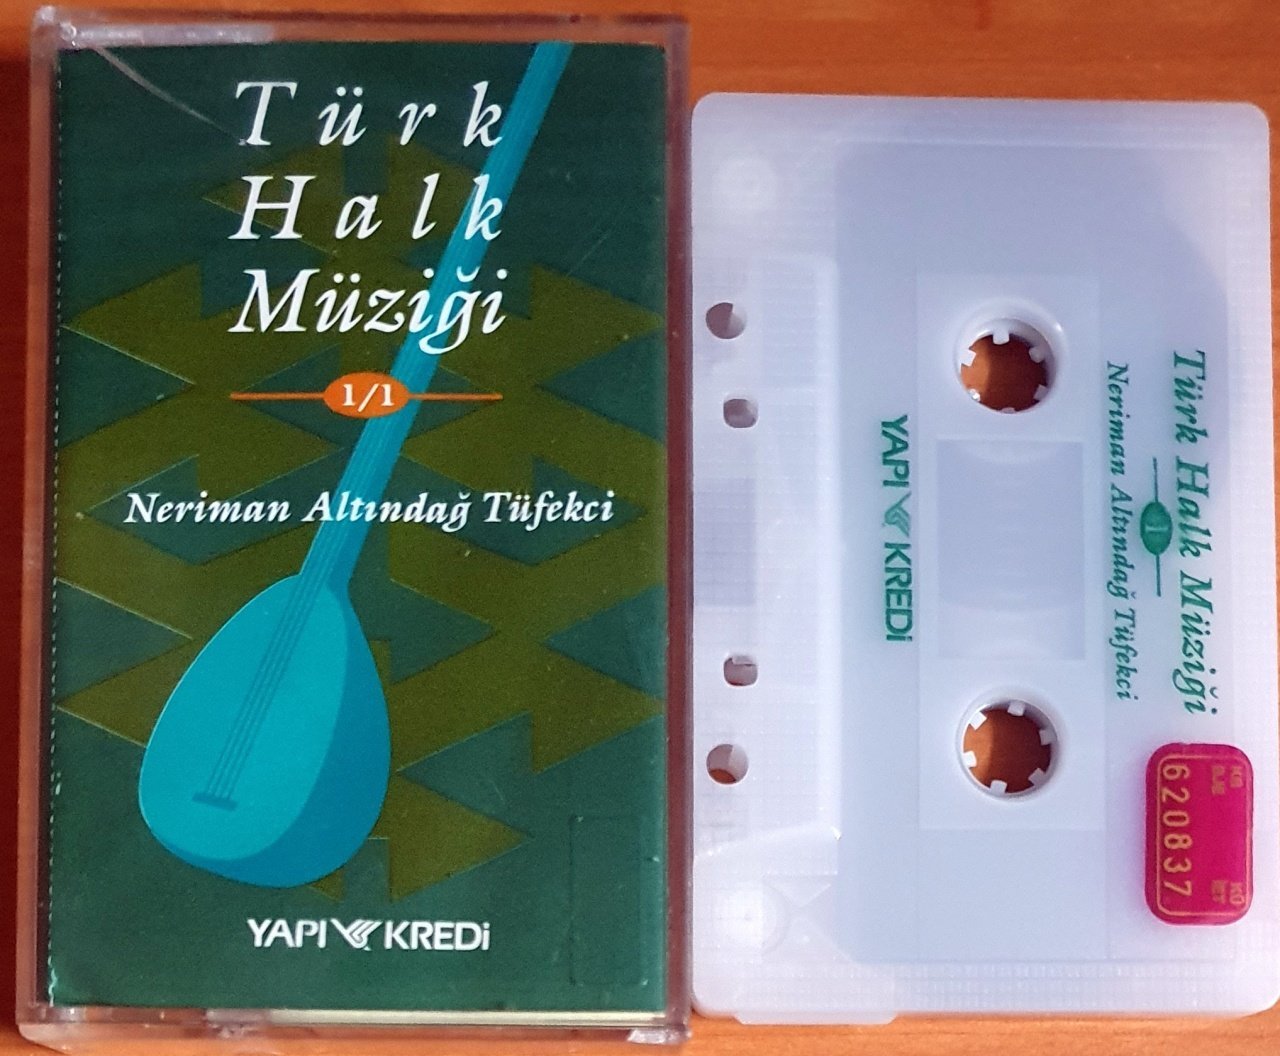 Türk
Halk
Müziği
1/1
Neriman Altındağ Tüfekci
YAPI KREDİ
Türk Halk Müziği
1
Neriman Altındağ Tüfekci
YAPI KREDİ
620837